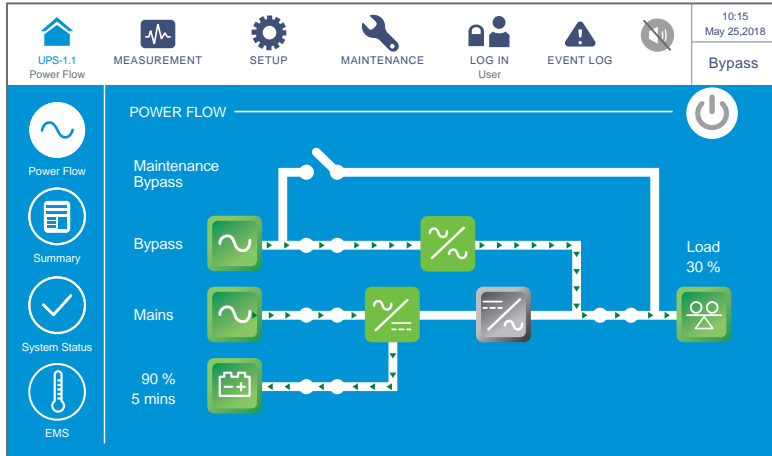 UPS-1.1
Power Flow
MEASUREMENT
SETUP
MAINTENANCE
LOG IN
User
EVENT LOG
10:15
May 25,2018
Bypass
Power Flow
Summary
System Status
EMS
POWER FLOW
Maintenance
Bypass
Bypass
Mains
90 %
5 mins
Load
30 %